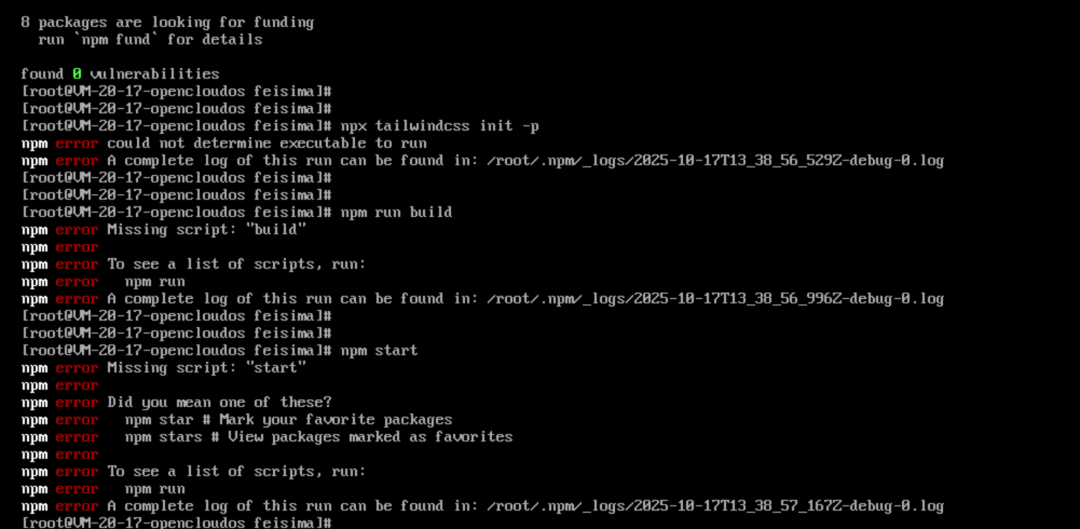 8 packages are looking for funding
  run `npm fund` for details
found 0 vulnerabilities
[root@VM-20-17-opencloudos feisima]#
[root@VM-20-17-opencloudos feisima]#
[root@VM-20-17-opencloudos feisima]# npx tailwindcss init -p
npm error could not determine executable to run
npm error A complete log of this run can be found in: /root/.npm/_logs/2025-10-17T13_38_56_529Z-debug-0.log
[root@VM-20-17-opencloudos feisima]#
[root@VM-20-17-opencloudos feisima]#
[root@VM-20-17-opencloudos feisima]# npm run build
npm error Missing script: "build"
npm error
npm error To see a list of scripts, run:
npm error   npm run
npm error A complete log of this run can be found in: /root/.npm/_logs/2025-10-17T13_38_56_996Z-debug-0.log
[root@VM-20-17-opencloudos feisima]#
[root@VM-20-17-opencloudos feisima]#
[root@VM-20-17-opencloudos feisima]# npm start
npm error Missing script: "start"
npm error
npm error Did you mean one of these?
npm error   npm star # Mark your favorite packages
npm error   npm stars # View packages marked as favorites
npm error
npm error To see a list of scripts, run:
npm error   npm run
npm error A complete log of this run can be found in: /root/.npm/_logs/2025-10-17T13_38_57_167Z-debug-0.log
[root@VM-20-17-opencloudos feisima]#